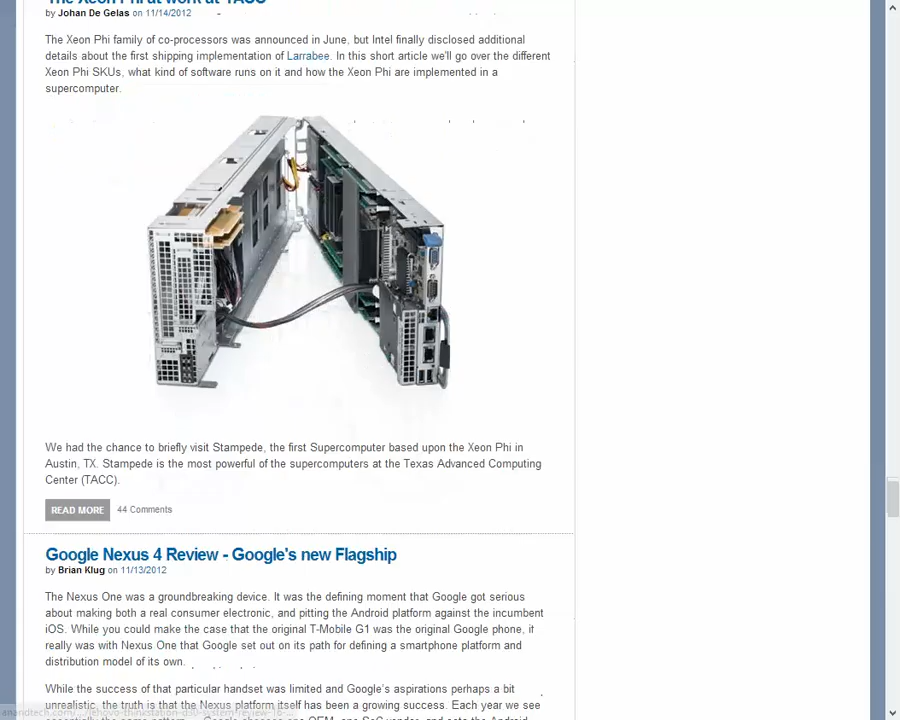 The Xeon Phi at work at TACC
by Johan De Gelas on 11/14/2012
The Xeon Phi family of co-processors was announced in June, but Intel finally disclosed additional
details about the first shipping implementation of Larrabee. In this short article we'll go over the different
Xeon Phi SKUs, what kind of software runs on it and how the Xeon Phi are implemented in a
supercomputer.
We had the chance to briefly visit Stampede, the first Supercomputer based upon the Xeon Phi in
Austin, TX. Stampede is the most powerful of the supercomputers at the Texas Advanced Computing
Center (TACC).
READ MORE 44 Comments
Google Nexus 4 Review - Google's new Flagship
by Brian Klug on 11/13/2012
The Nexus One was a groundbreaking device. It was the defining moment that Google got serious
about making both a real consumer electronic, and pitting the Android platform against the incumbent
iOS. While you could make the case that the original T-Mobile G1 was the original Google phone, it
really was with Nexus One that Google set out on its path for defining a smartphone platform and
distribution model of its own.
While the success of that particular handset was limited and Google's aspirations perhaps a bit
unrealistic, the truth is that the Nexus platform itself has been a growing success. Each year we see